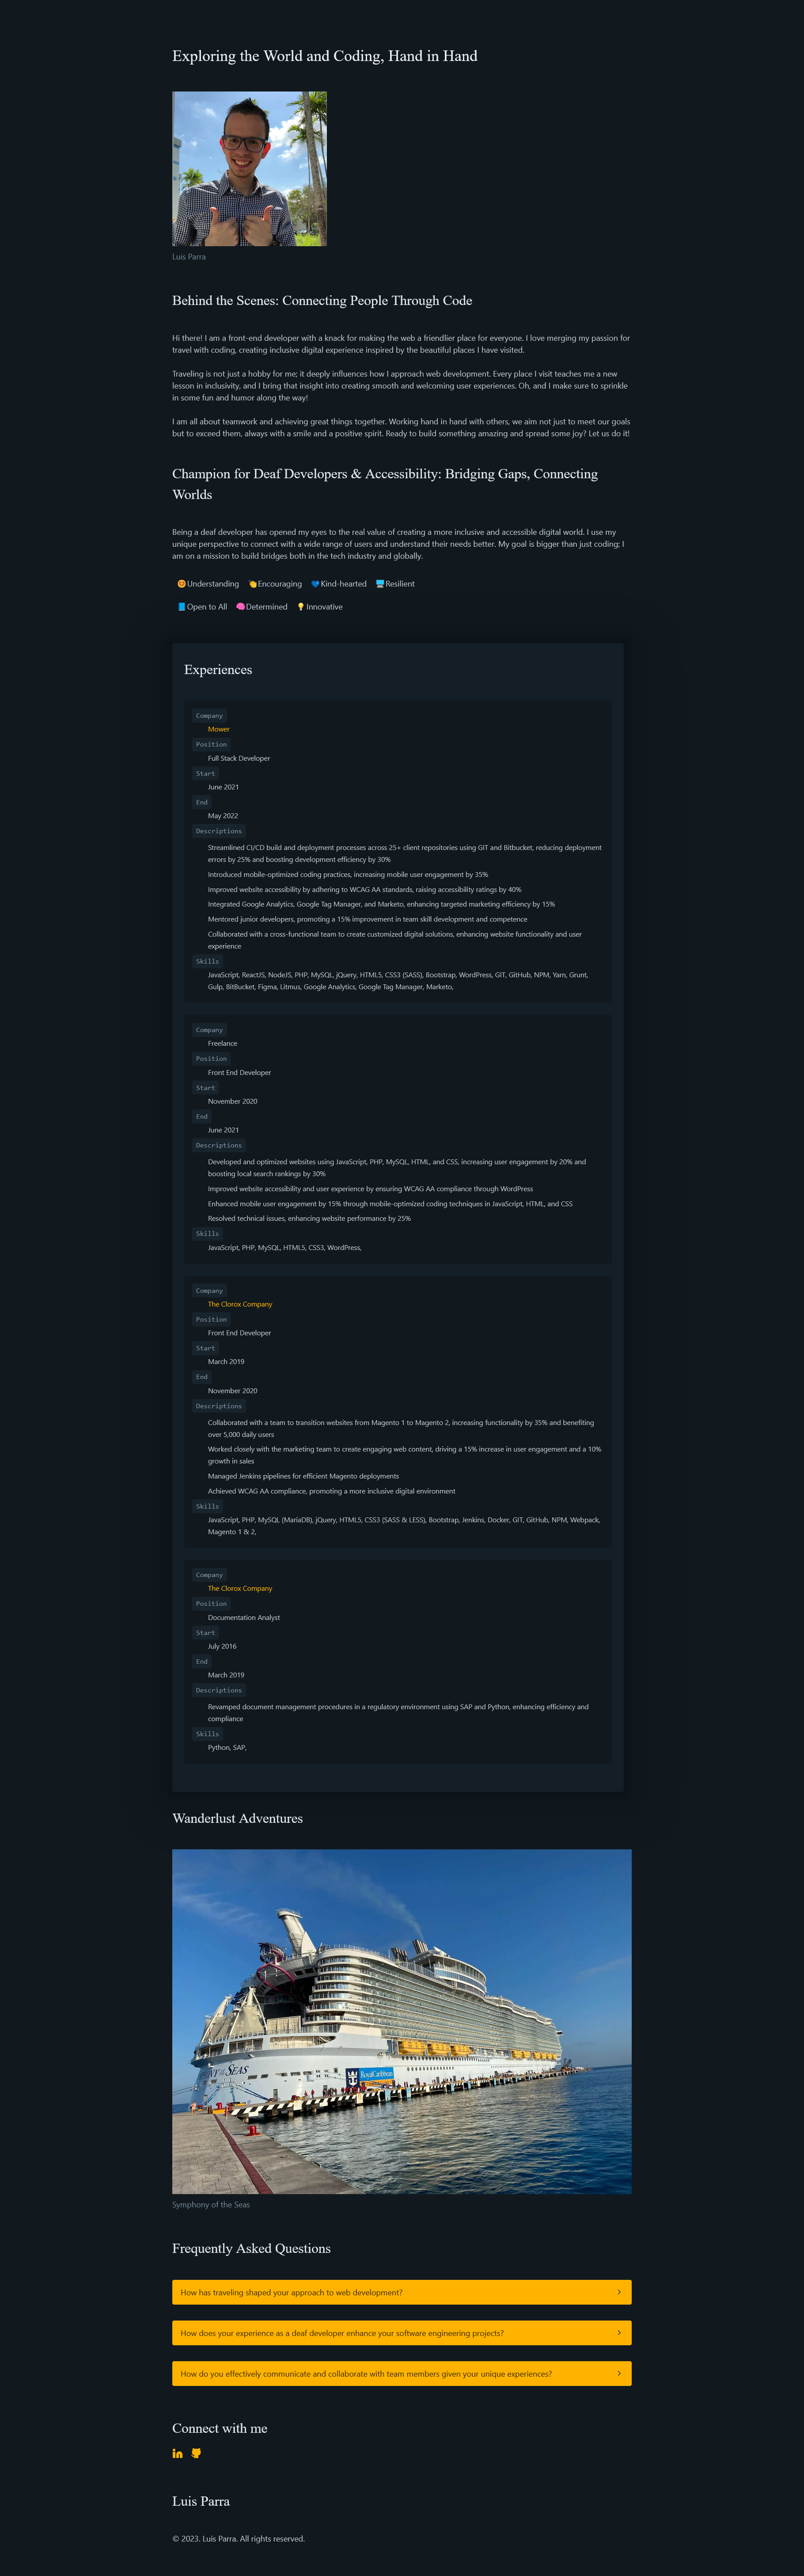 Exploring the World and Coding, Hand in Hand
Luis Parra
Behind the Scenes: Connecting People Through Code
Hi there! I am a front-end developer with a knack for making the web a friendlier place for everyone. I love merging my passion for
travel with coding, creating inclusive digital experience inspired by the beautiful places I have visited.
Traveling is not just a hobby for me; it deeply influences how I approach web development. Every place I visit teaches me a new
lesson in inclusivity, and I bring that insight into creating smooth and welcoming user experiences. Oh, and I make sure to sprinkle
in some fun and humor along the way!
I am all about teamwork and achieving great things together. Working hand in hand with others, we aim not just to meet our goals
but to exceed them, always with a smile and a positive spirit. Ready to build something amazing and spread some joy? Let us do it!
Champion for Deaf Developers & Accessibility: Bridging Gaps, Connecting
Worlds
Being a deaf developer has opened my eyes to the real value of creating a more inclusive and accessible digital world. I use my
unique perspective to connect with a wide range of users and understand their needs better. My goal is bigger than just coding; I
am on a mission to build bridges both in the tech industry and globally.
Understanding Encouraging Kind-hearted Resilient
Open to All Determined Innovative
Experiences
Company
Mower
Position
Full Stack Developer
Start
June 2021
End
May 2022
Descriptions
Streamlined CI/CD build and deployment processes across 25+ client repositories using GIT and Bitbucket, reducing deployment
errors by 25% and boosting development efficiency by 30%
Introduced mobile-optimized coding practices, increasing mobile user engagement by 35%
Improved website accessibility by adhering to WCAG AA standards, raising accessibility ratings by 40%
Integrated Google Analytics, Google Tag Manager, and Marketo, enhancing targeted marketing efficiency by 15%
Mentored junior developers, promoting a 15% improvement in team skill development and competence
Collaborated with a cross-functional team to create customized digital solutions, enhancing website functionality and user
experience
Skills
JavaScript, ReactJS, NodeJS, PHP, MySQL, jQuery, HTML5, CSS3 (SASS), Bootstrap, WordPress, GIT, GitHub, NPM, Yarn, Grunt,
Gulp, BitBucket, Figma, Litmus, Google Analytics, Google Tag Manager, Marketo,
Company
Freelance
Position
Front End Developer
Start
November 2020
End
June 2021
Descriptions
Developed and optimized websites using JavaScript, PHP, MySQL, HTML, and CSS, increasing user engagement by 20% and
boosting local search rankings by 30%
Improved website accessibility and user experience by ensuring WCAG AA compliance through WordPress
Enhanced mobile user engagement by 15% through mobile-optimized coding techniques in JavaScript, HTML, and CSS
Resolved technical issues, enhancing website performance by 25%
Skills
JavaScript, PHP, MySQL, HTML5, CSS3, WordPress,
Company
The Clorox Company
Position
Front End Developer
Start
March 2019
End
November 2020
Descriptions
Collaborated with a team to transition websites from Magento 1 to Magento 2, increasing functionality by 35% and benefiting
over 5,000 daily users
Worked closely with the marketing team to create engaging web content, driving a 15% increase in user engagement and a 10%
growth in sales
Managed Jenkins pipelines for efficient Magento deployments
Achieved WCAG AA compliance, promoting a more inclusive digital environment
Skills
JavaScript, PHP, MySQL (MariaDB), jQuery, HTML5, CSS3 (SASS & LESS), Bootstrap, Jenkins, Docker, GIT, GitHub, NPM, Webpack,
Magento 1 & 2,
Company
The Clorox Company
Position
Documentation Analyst
Start
July 2016
End
March 2019
Descriptions
Revamped document management procedures in a regulatory environment using SAP and Python, enhancing efficiency and
compliance
Skills
Python, SAP,
Wanderlust Adventures
SEAS
RoyalCaribbean
Symphony of the Seas
Frequently Asked Questions
How has traveling shaped your approach to web development?
How does your experience as a deaf developer enhance your software engineering projects?
How do you effectively communicate and collaborate with team members given your unique experiences?
Connect with me
Luis Parra
© 2023. Luis Parra. All rights reserved.